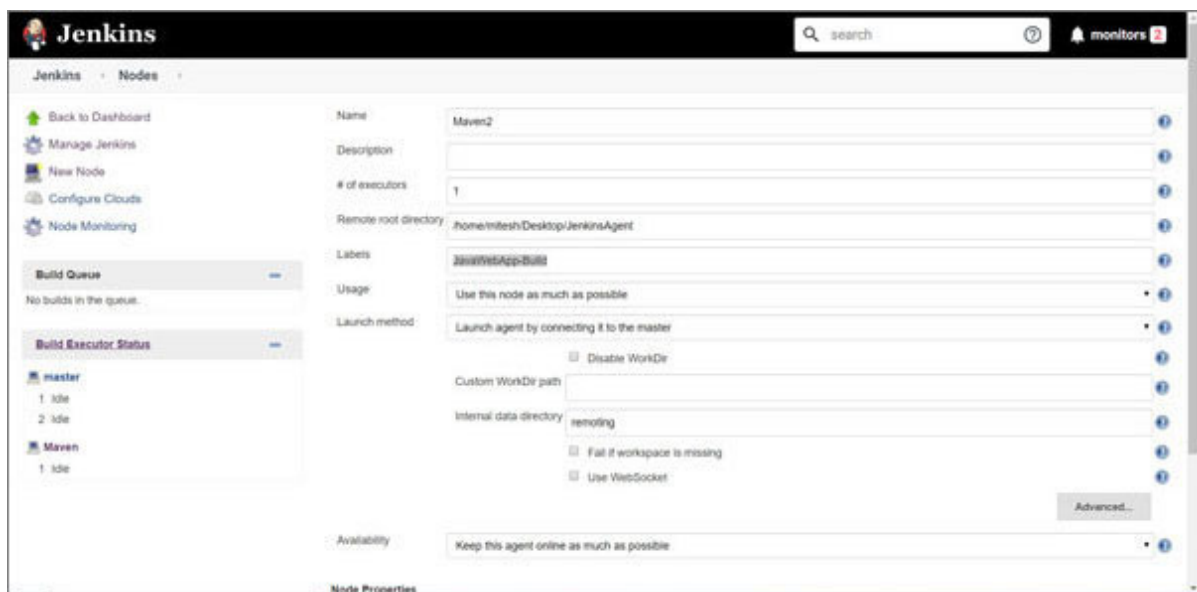 Jenkins
search
monitors 2
Jenkins
Nodes
Back to Dashboard
Manage Jenkins
New Node
Configure Clouds
Node Monitoring
Build Queue
No builds in the queue.
Build Executor Status
master
1 Idle
2 Idle
Maven
1 Idle
Name
Maven2
Description
# of executors
1
Remote root directory
/home/mitesh/Desktop/JenkinsAgent
Labels
JavaWebApp-Build
Usage
Use this node as much as possible
Launch method
Launch agent by connecting it to the master
Disable WorkDir
Custom WorkDir path
Internal data directory
remoting
Fail if workspace is missing
Use WebSocket
Advanced...
Availability
Keep this agent online as much as possible
Node Properties